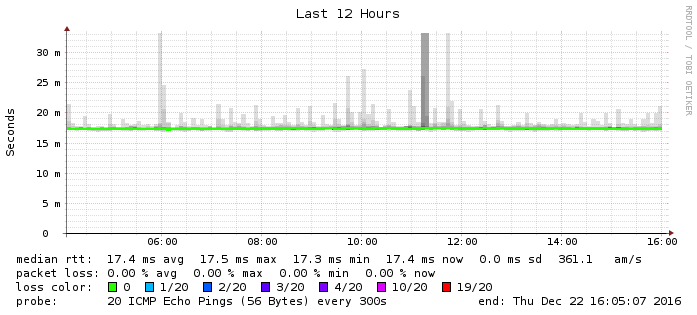 Last 12 Hours
RRDTOOL / TOBI OETIKER
Seconds
30 m
25 m
20 m
15 m
10 m
5 m
0
06:00 08:00 10:00 12:00 14:00 16:00
median rtt: 17.4 ms avg 17.5 ms max 17.3 ms min 17.4 ms now 0.0 ms sd 361.1 am/s
packet loss: 0.00 % avg 0.00 % max 0.00 % min 0.00 % now
loss color: 0 1/20 2/20 3/20 4/20 10/20 19/20
probe: 20 ICMP Echo Pings (56 Bytes) every 300s end: Thu Dec 22 16:05:07 2016